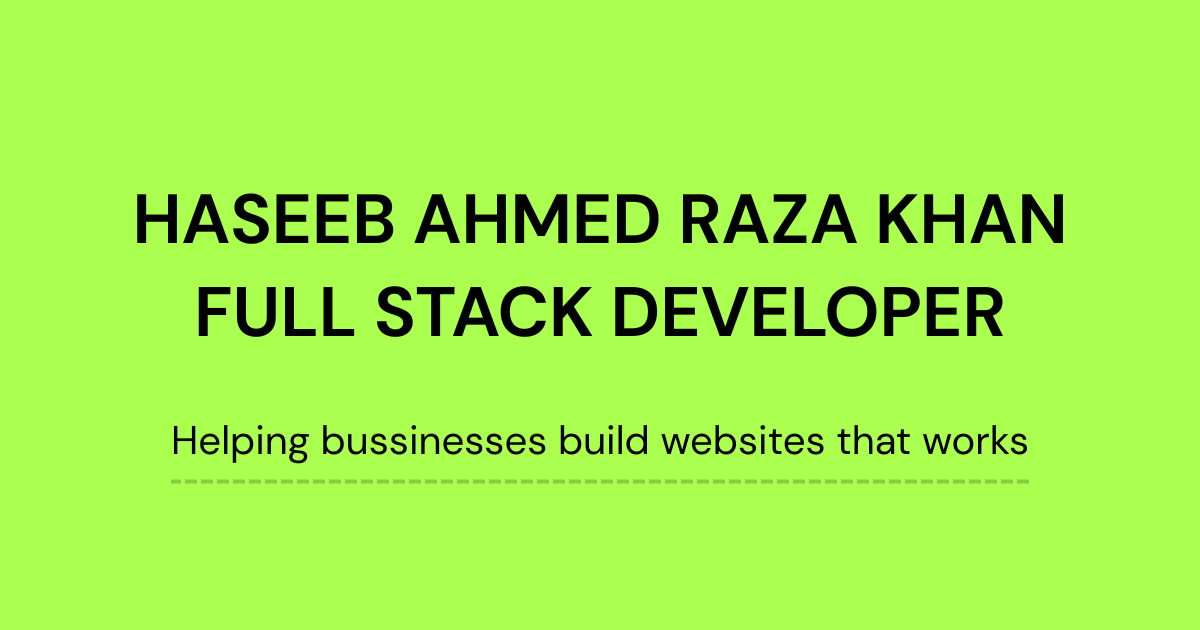 HASEEB AHMED RAZA KHAN
FULL STACK DEVELOPER
Helping bussinesses build websites that works